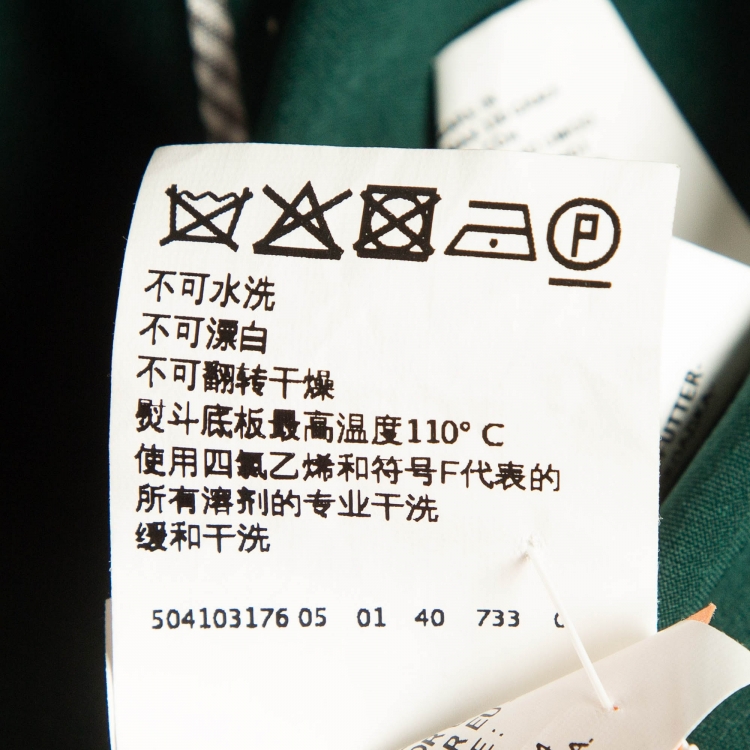 P
不可水洗
不可漂白
不可翻转干燥
熨斗底板最高温度110° C
使用四氯乙烯和符号F代表的
所有溶剂的专业干洗
缓和干洗
504103176 05 01 40 733
FUTTER-